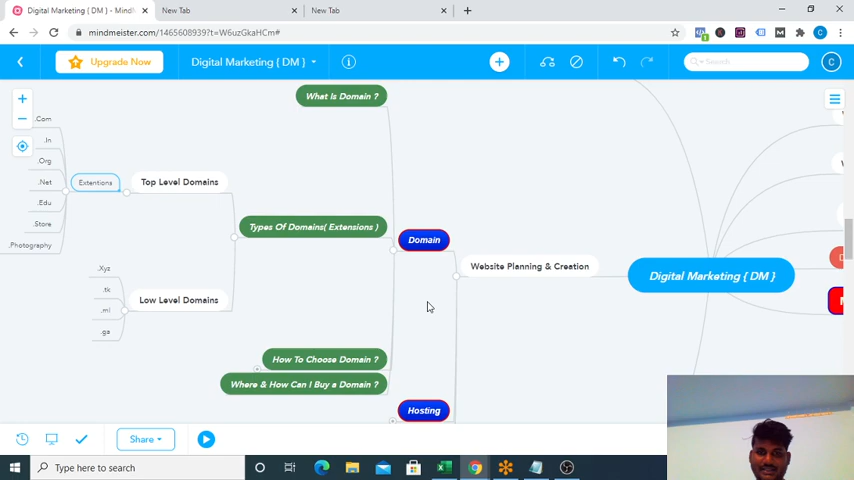 Digital Marketing ( DM ) - Mind
New Tab
New Tab
mindmeister.com/1465608939?t=W6uzGkaHCm#
Upgrade Now
Digital Marketing { DM }
Search
C
What Is Domain ?
.Com
.In
.Org
.Net
.Edu
.Store
.Photography
Extentions
Top Level Domains
Types Of Domains( Extensions )
Domain
Website Planning & Creation
Digital Marketing { DM }
.Xyz
.tk
.ml
.ga
Low Level Domains
How To Choose Domain ?
Where & How Can I Buy a Domain ?
Hosting
Share
Type here to search